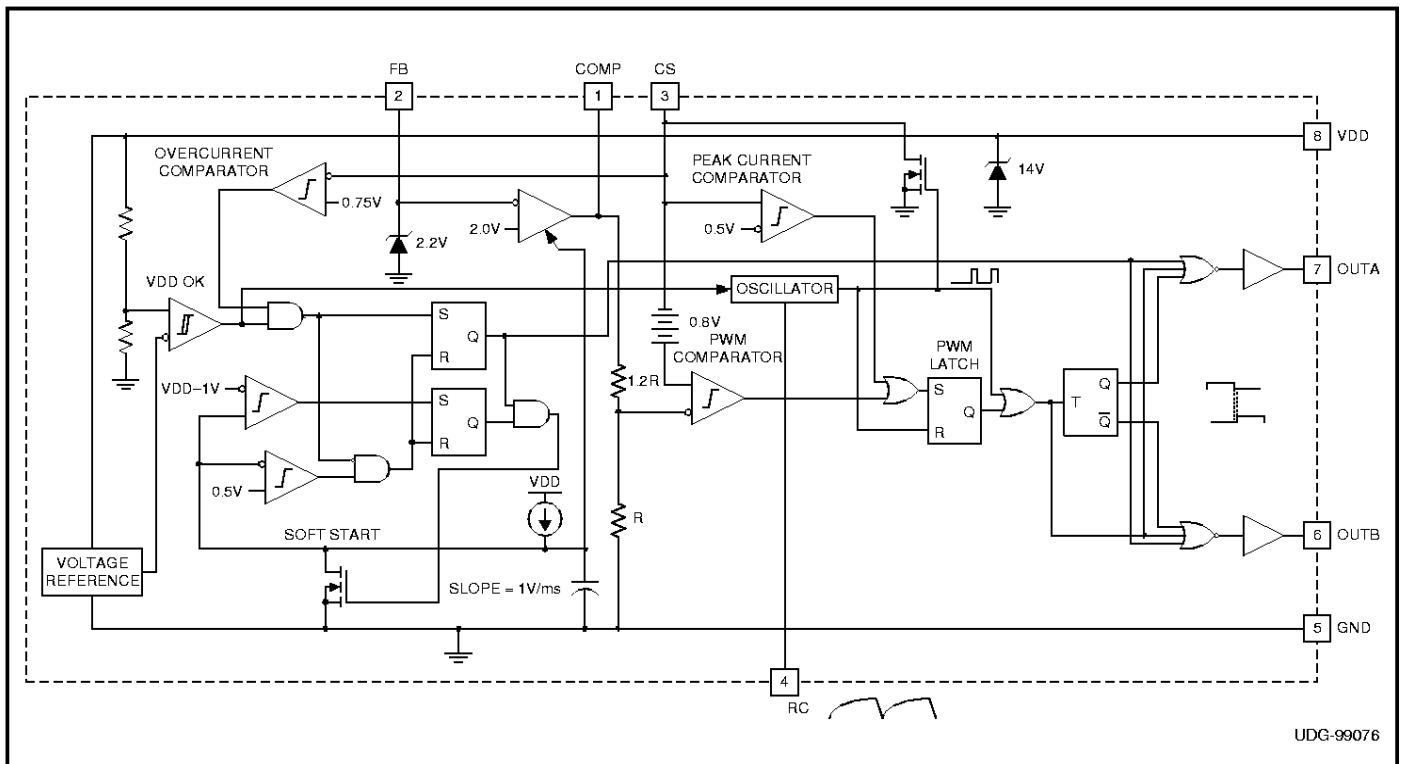 FB COMP CS
2 1 3
8 VDD
OVERCURRENT
COMPARATOR
PEAK CURRENT
COMPARATOR
14V
0.75V
2.2V
2.0V
0.5V
VDD OK
7 OUTA
OSCILLATOR
S
Q
R
0.8V
PWM
COMPARATOR
PWM
LATCH
1.2R
VDD–1V
S
Q
R
S
Q
R
T
Q
Q
0.5V
VDD
R
SOFT START
6 OUTB
VOLTAGE
REFERENCE
SLOPE = 1V/ms
5 GND
4
RC
UDG-99076